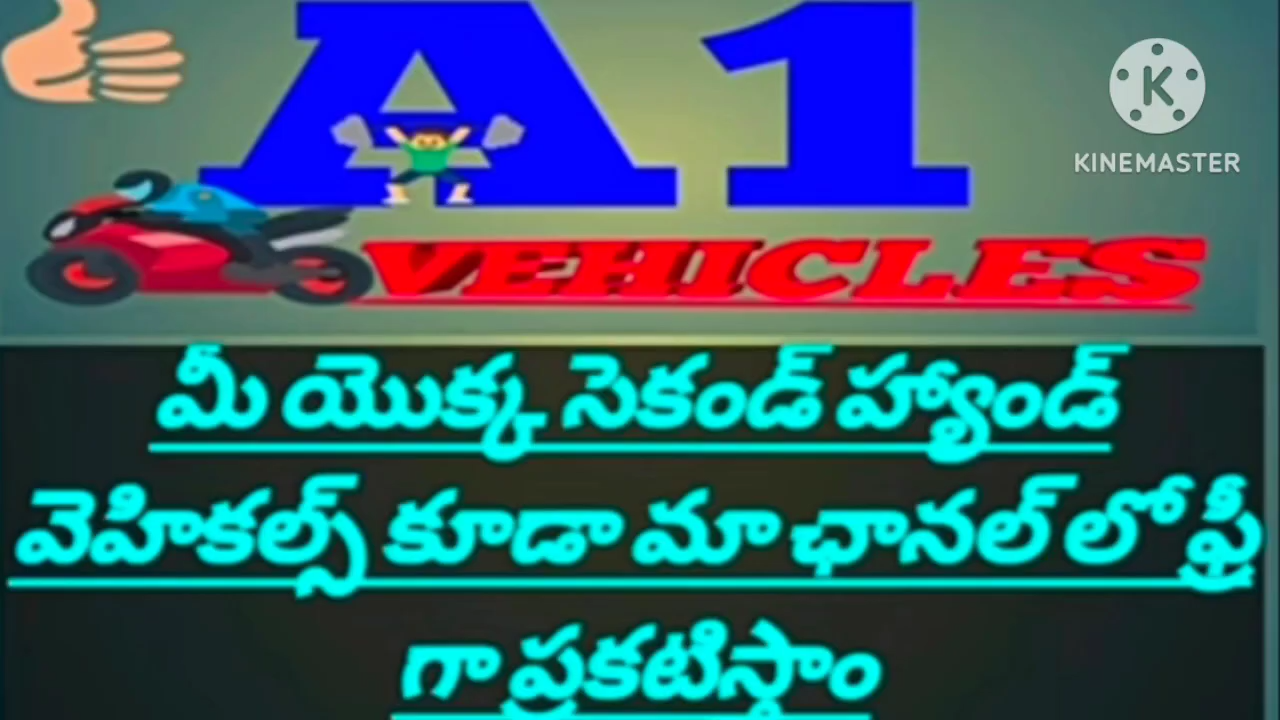 A1
KINEMASTER
VEHICLES
మీ యొక్క సెకండ్ హ్యాండ్
వెహికల్స్ కూడా మా ఛానల్ లో ఫ్రీ
గా ప్రకటిస్తాం